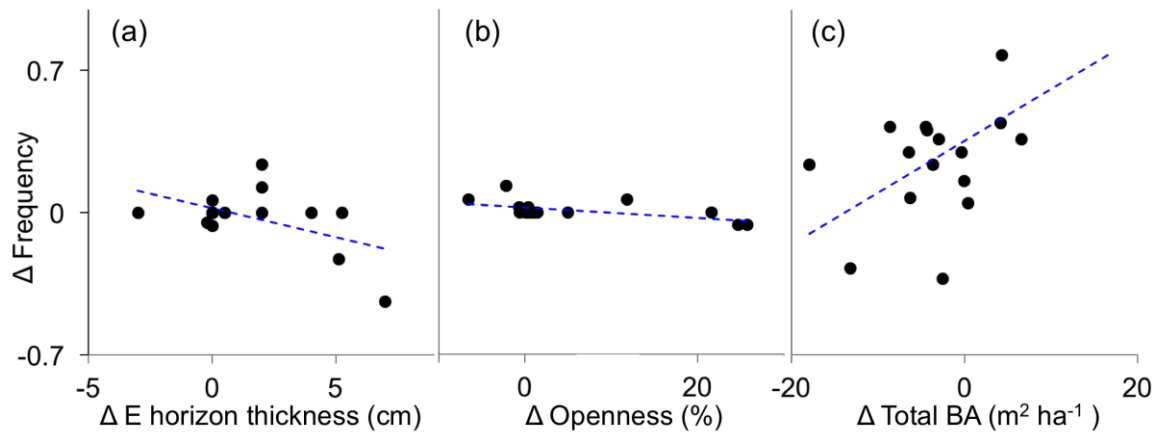 (a)
(b)
(c)
Δ Frequency
0.7
0
-0.7
-5 0 5
0 20
-20 0 20
Δ E horizon thickness (cm)
Δ Openness (%)
Δ Total BA (m² ha⁻¹ )